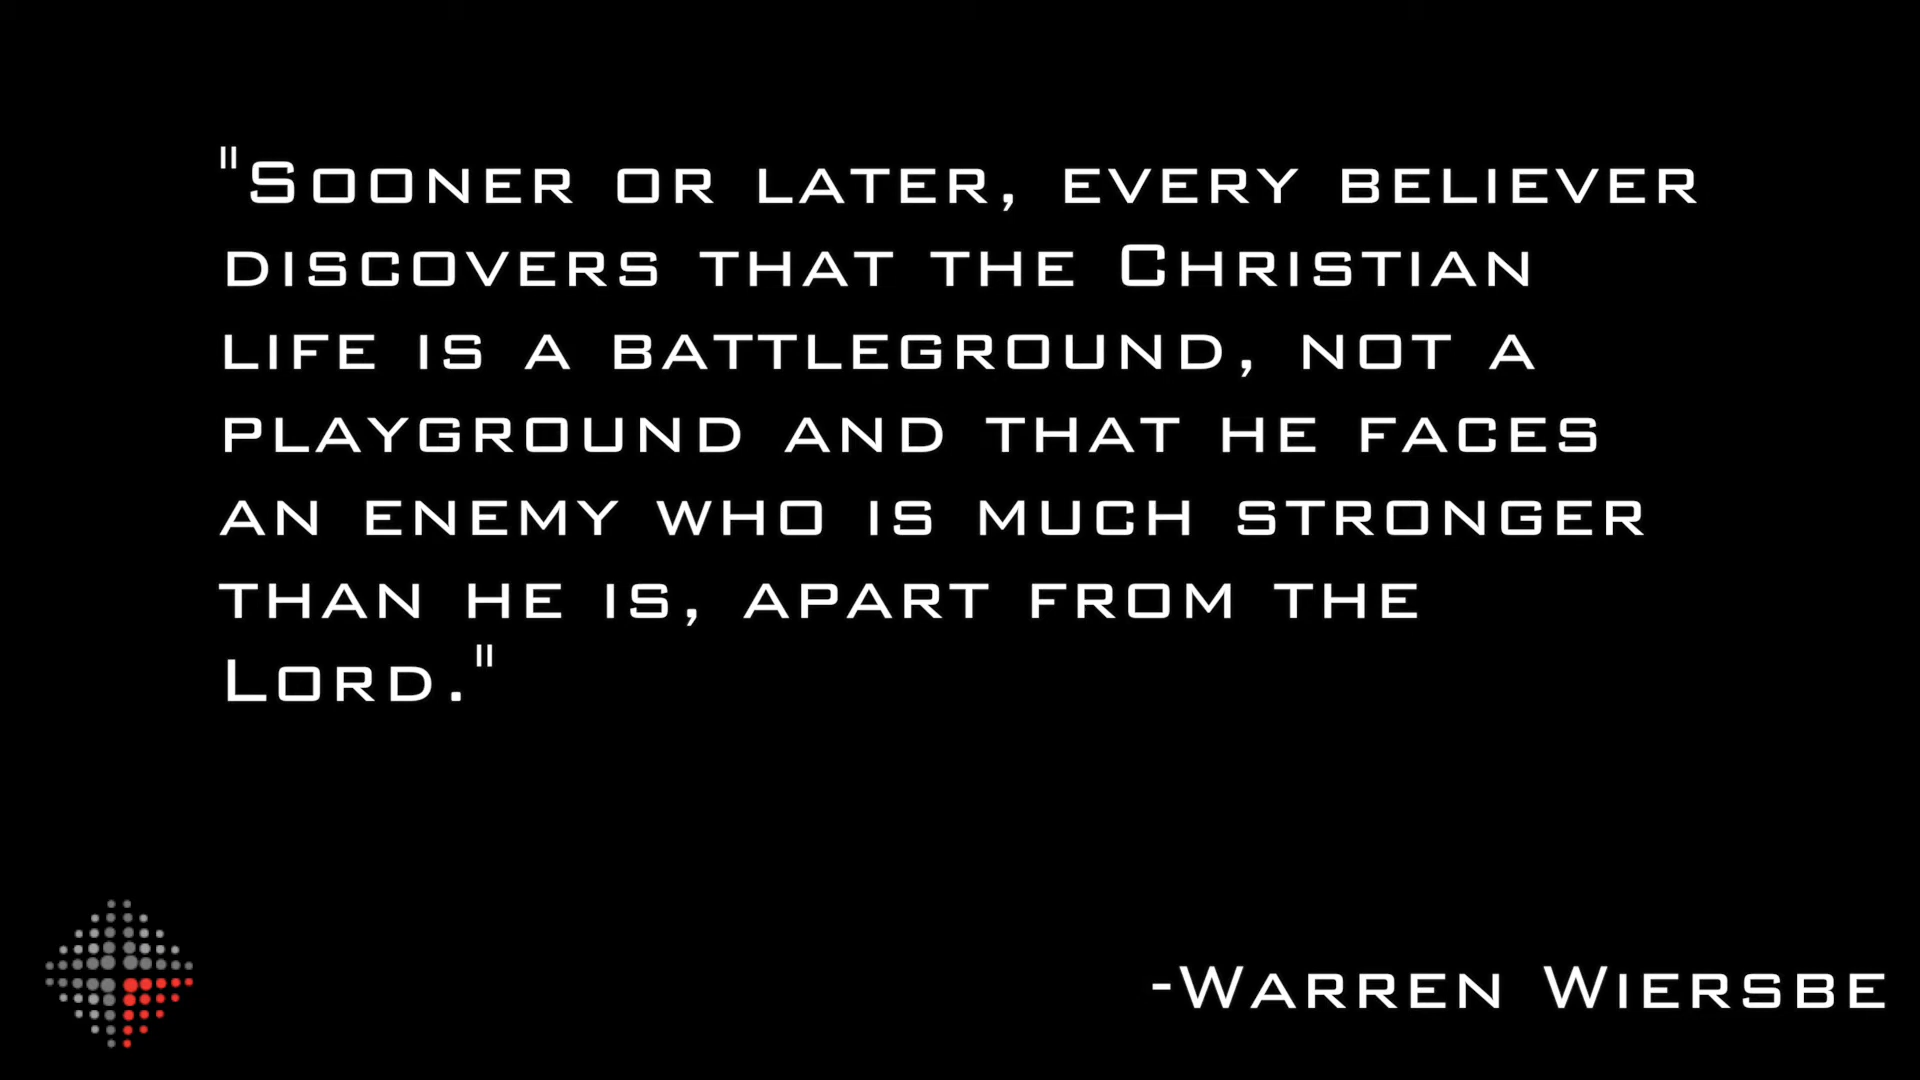 "Sooner or later, every believer
discovers that the Christian
life is a battleground, not a
playground and that he faces
an enemy who is much stronger
than he is, apart from the
Lord."
-Warren Wiersbe